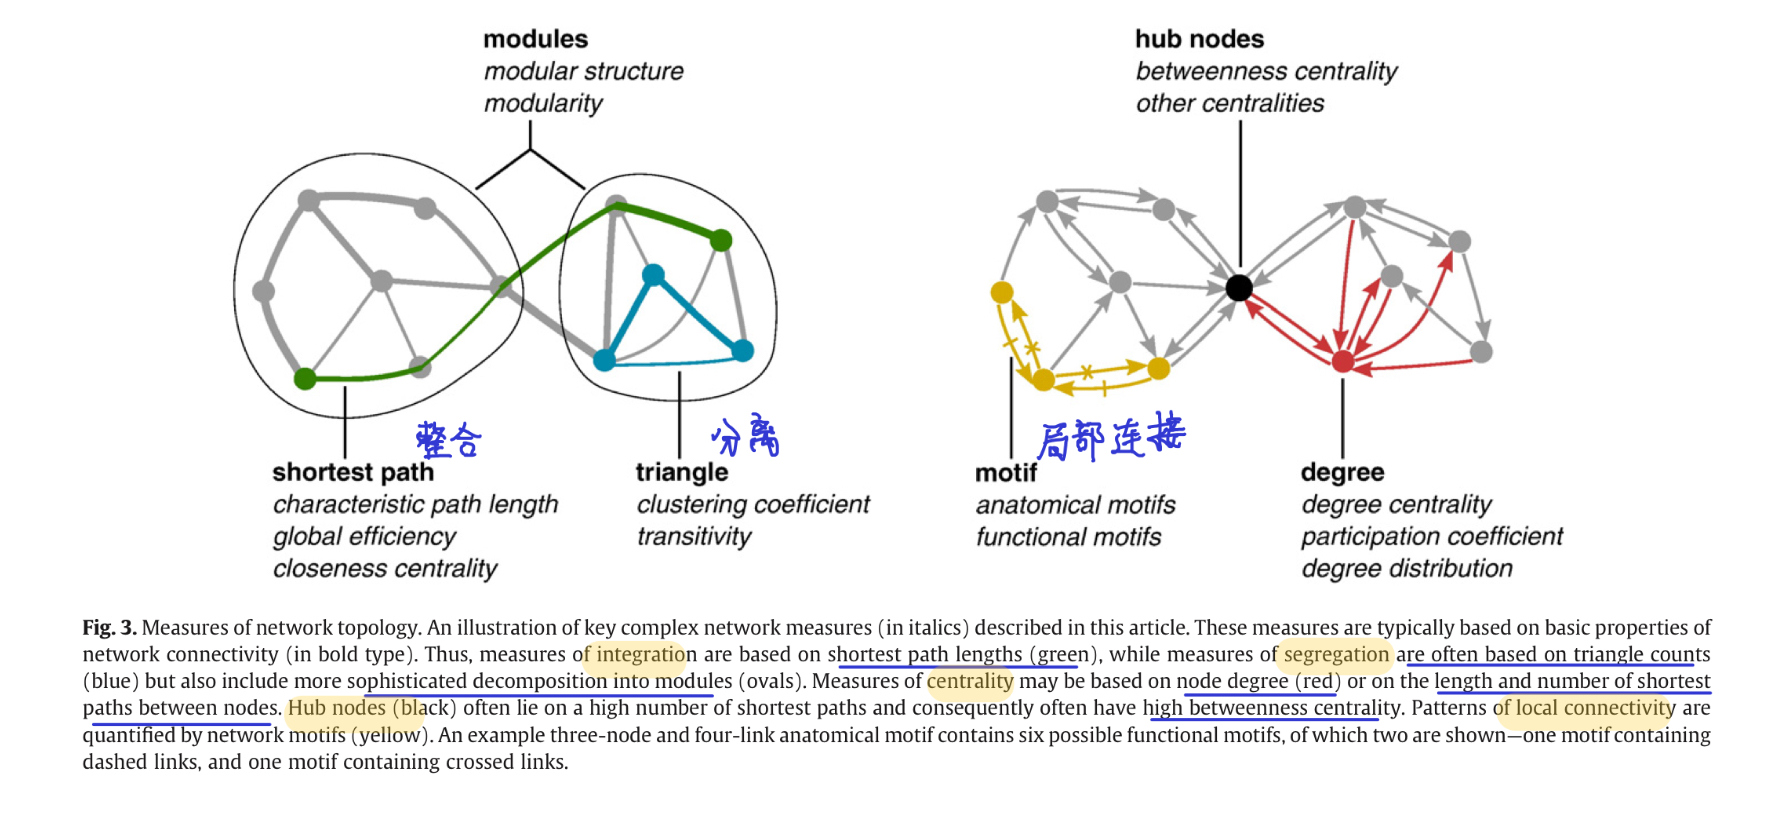 modules
modular structure
modularity
hub nodes
betweenness centrality
other centralities
整合
分离
局部连接
shortest path
characteristic path length
global efficiency
closeness centrality
triangle
clustering coefficient
transitivity
motif
anatomical motifs
functional motifs
degree
degree centrality
participation coefficient
degree distribution
Fig. 3. Measures of network topology. An illustration of key complex network measures (in italics) described in this article. These measures are typically based on basic properties of
network connectivity (in bold type). Thus, measures of integration are based on shortest path lengths (green), while measures of segregation are often based on triangle counts
(blue) but also include more sophisticated decomposition into modules (ovals). Measures of centrality may be based on node degree (red) or on the length and number of shortest
paths between nodes. Hub nodes (black) often lie on a high number of shortest paths and consequently often have high betweenness centrality. Patterns of local connectivity are
quantified by network motifs (yellow). An example three-node and four-link anatomical motif contains six possible functional motifs, of which two are shown—one motif containing
dashed links, and one motif containing crossed links.